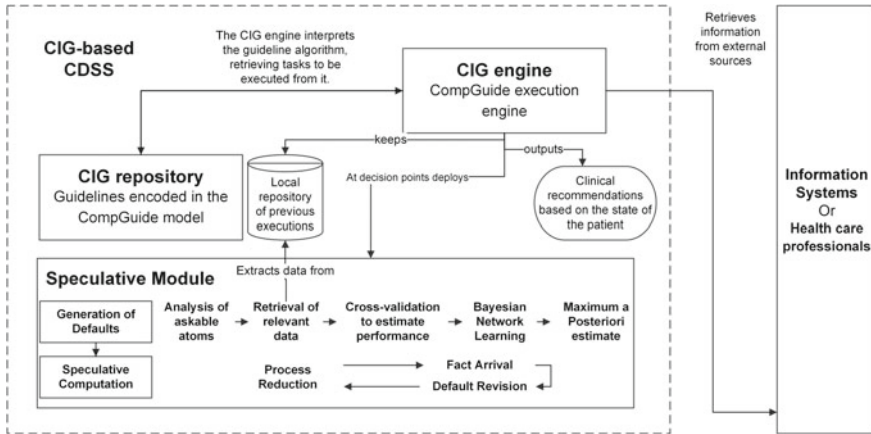 CIG-based
CDSS
The CIG engine interprets
the guideline algorithm,
retrieving tasks to be
executed from it.
CIG engine
CompGuide execution
engine
Retrieves
information
from external
sources
keeps
outputs
CIG repository
Guidelines encoded in the
CompGuide model
Local
repository
of previous
executions
At decision points deploys
Clinical
recommendations
based on the state of
the patient
Information
Systems
Or
Health care
professionals
Speculative Module
Extracts data from
Generation of
Defaults
Analysis of
askable
atoms
Retrieval of
relevant
data
Cross-validation
to estimate
performance
Bayesian
Network
Learning
Maximum a
Posteriori
estimate
Speculative
Computation
Process
Reduction
Fact Arrival
Default Revision